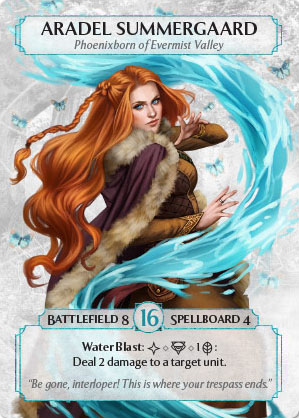 ARADEL SUMMERGAARD
Phoenixborn of Evermist Valley
BATTLEFIELD 8 16 SPELLBOARD 4
Water Blast: 1 :
Deal 2 damage to a target unit.
"Be gone, interloper! This is where your trespass ends."